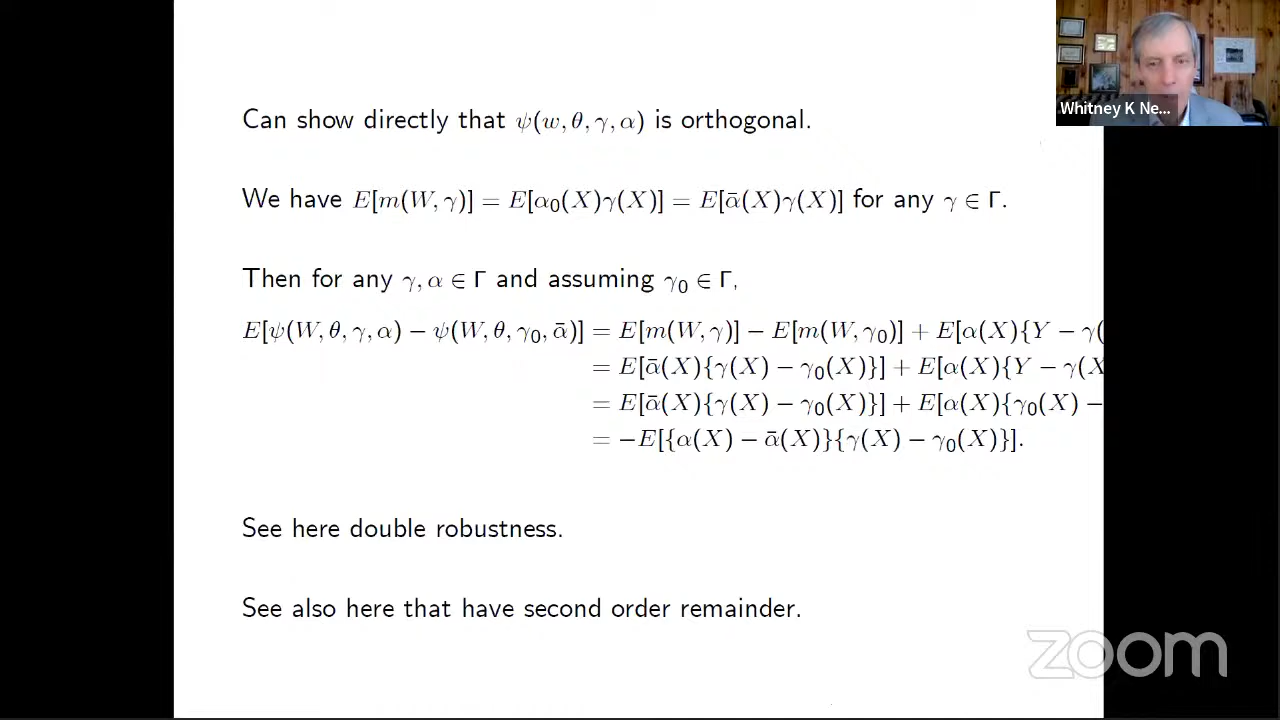 Can show directly that ψ(w, θ, γ, α) is orthogonal.
Whitney K Ne...
We have E[m(W, γ)] = E[α₀(X)γ(X)] = E[ᾱ(X)γ(X)] for any γ ∈ Γ.
Then for any γ, α ∈ Γ and assuming γ₀ ∈ Γ,
E[ψ(W, θ, γ, α) − ψ(W, θ, γ₀, ᾱ)] = E[m(W, γ)] − E[m(W, γ₀)] + E[α(X){Y − γ(
= E[ᾱ(X){γ(X) − γ₀(X)}] + E[α(X){Y − γ(X
= E[ᾱ(X){γ(X) − γ₀(X)}] + E[α(X){γ₀(X) −
= −E[{α(X) − ᾱ(X)}{γ(X) − γ₀(X)}].
See here double robustness.
See also here that have second order remainder.
zoom